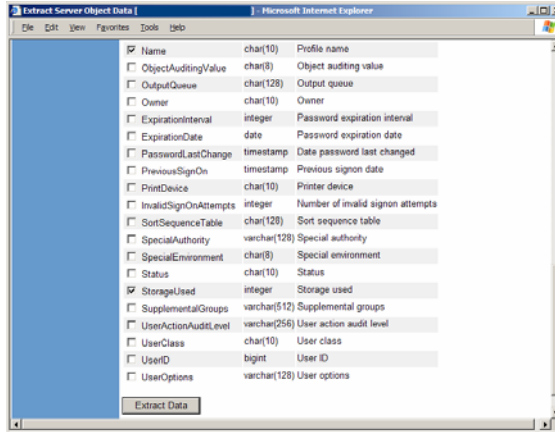 Extract Server Object Data [ ] - Microsoft Internet Explorer
File Edit View Favorites Tools Help
Name char(10) Profile name
ObjectAuditingValue char(8) Object auditing value
OutputQueue char(128) Output queue
Owner char(10) Owner
ExpirationInterval integer Password expiration interval
ExpirationDate date Password expiration date
PasswordLastChange timestamp Date password last changed
PreviousSignOn timestamp Previous signon date
PrintDevice char(10) Printer device
InvalidSignOnAttempts integer Number of invalid signon attempts
SortSequenceTable char(128) Sort sequence table
SpecialAuthority varchar(128) Special authority
SpecialEnvironment char(8) Special environment
Status char(10) Status
StorageUsed integer Storage used
SupplementalGroups varchar(512) Supplemental groups
UserActionAuditLevel varchar(256) User action audit level
UserClass char(10) User class
UserID bigint User ID
UserOptions varchar(128) User options
Extract Data